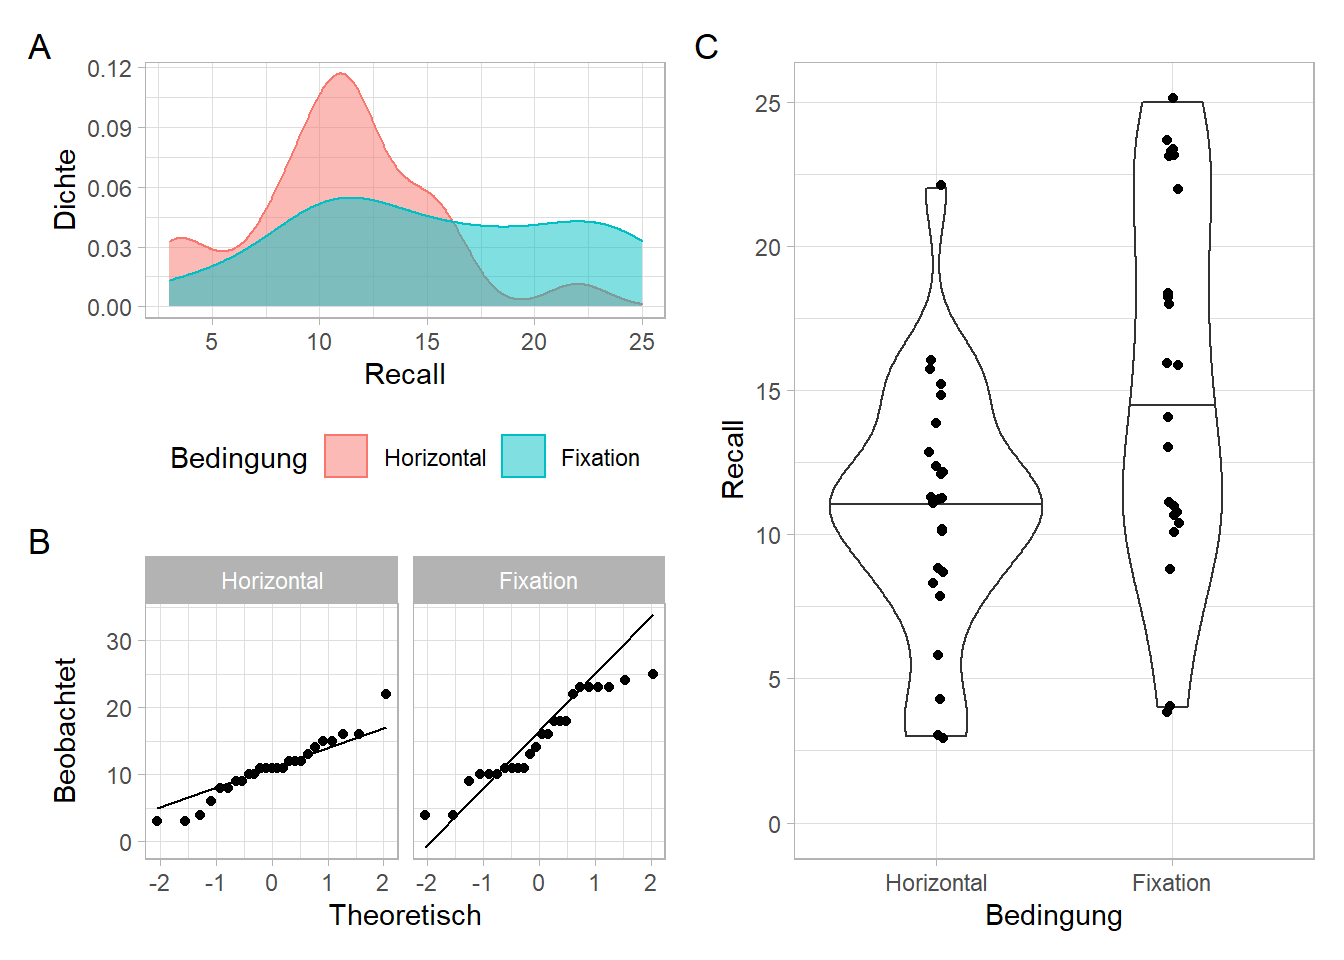 A
0.12
0.09
0.06
0.03
0.00
Dichte
5 10 15 20 25
Recall
Bedingung Horizontal Fixation
B
Horizontal Fixation
30
20
10
0
Beobachtet
-2 -1 0 1 2 -2 -1 0 1 2
Theoretisch
C
25
20
15
10
5
0
Recall
Horizontal Fixation
Bedingung